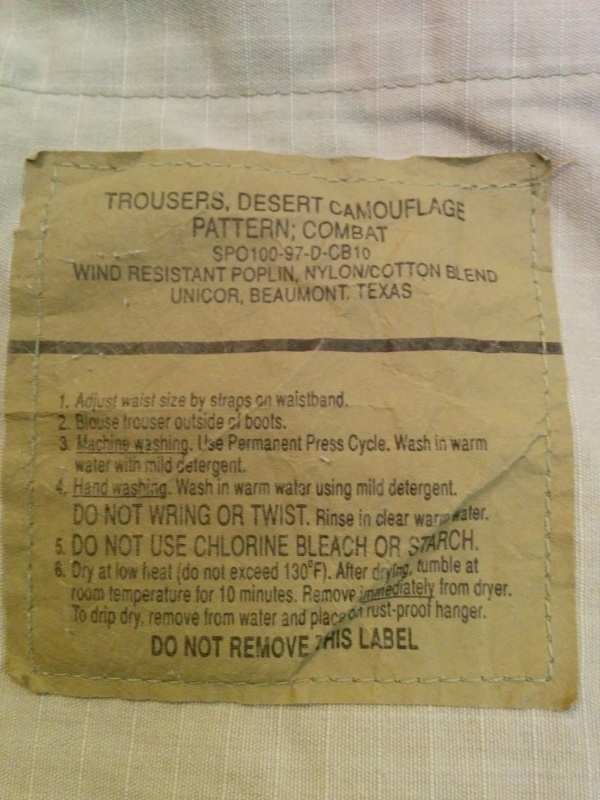 TROUSERS, DESERT CAMOUFLAGE
PATTERN; COMBAT
SPO100-97-D-CB10
WIND RESISTANT POPLIN, NYLON/COTTON BLEND
UNICOR, BEAUMONT, TEXAS
1. Adjust waist size by straps on waistband.
2. Blouse trouser outside of boots.
3. Machine washing. Use Permanent Press Cycle. Wash in warm
water with mild detergent.
4. Hand washing. Wash in warm water using mild detergent.
DO NOT WRING OR TWIST. Rinse in clear warm water.
5. DO NOT USE CHLORINE BLEACH OR STARCH.
6. Dry at low heat (do not exceed 130°F). After drying, tumble at
room temperature for 10 minutes. Remove immediately from dryer.
To drip dry, remove from water and place on rust-proof hanger.
DO NOT REMOVE THIS LABEL